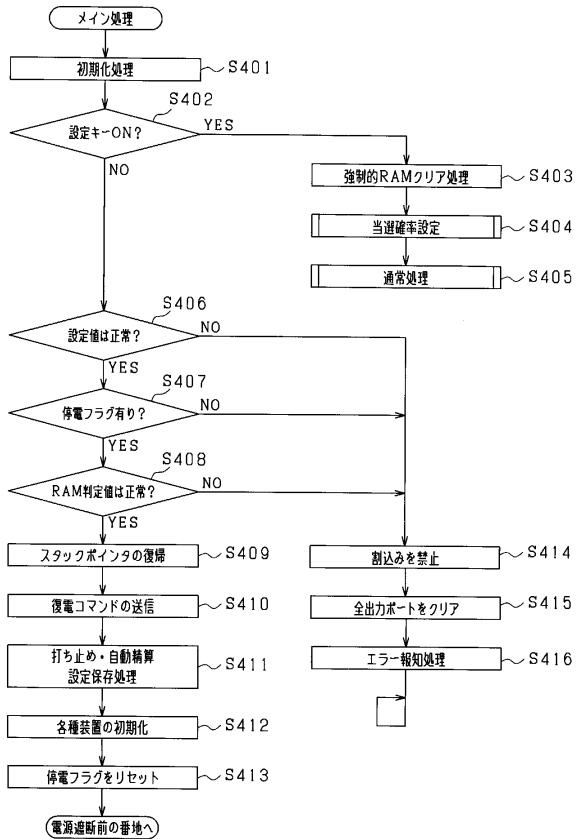 メイン処理
初期化処理
S401
S402
設定キーON?
YES
NO
強制的RAMクリア処理
S403
当選確率設定
S404
通常処理
S405
S406
設定値は正常?
NO
YES
S407
停電フラグ有り?
NO
YES
S408
RAM判定値は正常?
NO
YES
スタックポインタの復帰
S409
復電コマンドの送信
S410
打ち止め・自動精算
設定保存処理
S411
各種装置の初期化
S412
停電フラグをリセット
S413
電源遮断前の番地へ
割込みを禁止
S414
全出力ポートをクリア
S415
エラー報知処理
S416